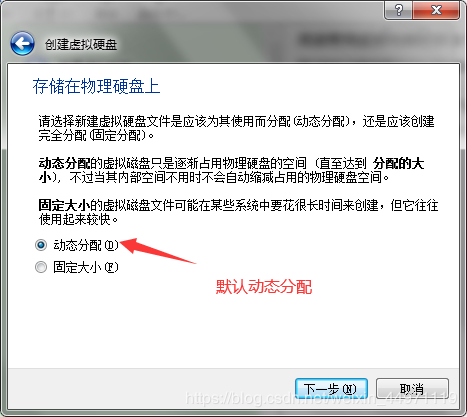 创建虚拟硬盘
存储在物理硬盘上
请选择新建虚拟硬盘文件是应该为其使用而分配(动态分配)，还是应该创建
完全分配(固定分配)。
动态分配的虚拟磁盘只是逐渐占用物理硬盘的空间（直至达到 分配的大
小），不过当其内部空间不用时不会自动缩减占用的物理硬盘空间。
固定大小的虚拟磁盘文件可能在某些系统中要花很长时间来创建，但它往往
使用起来较快。
动态分配(D)
固定大小(F)
默认动态分配
下一步(N)
取消
https://blog.csdn.net/weixin_44971119